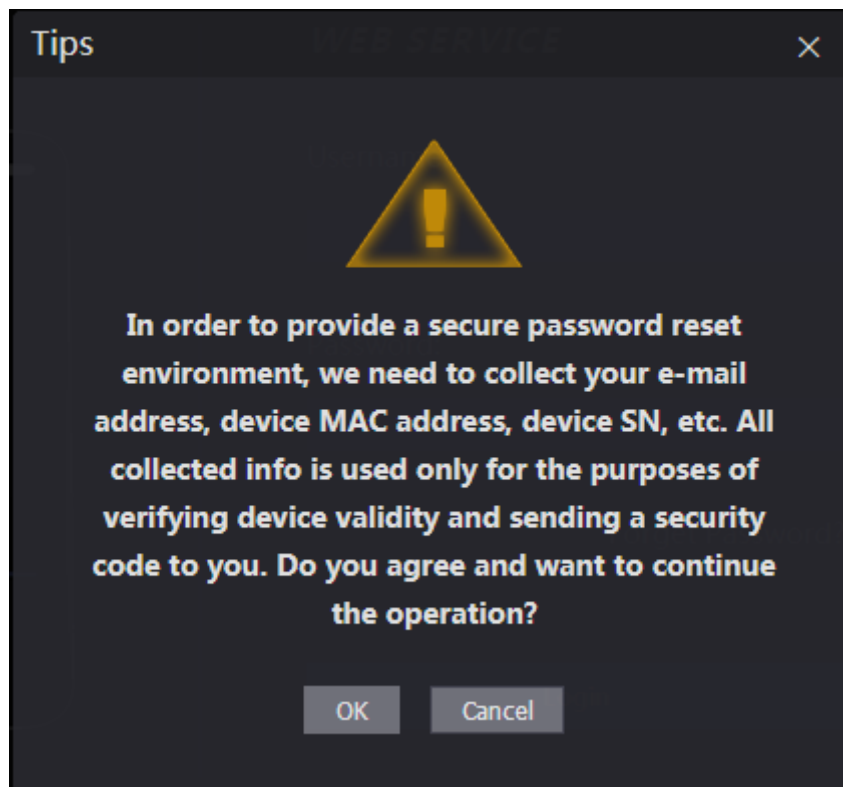 Tips
WEB SERVICE
In order to provide a secure password reset
environment, we need to collect your e-mail
address, device MAC address, device SN, etc. All
collected info is used only for the purposes of
verifying device validity and sending a security
code to you. Do you agree and want to continue
the operation?
OK Cancel